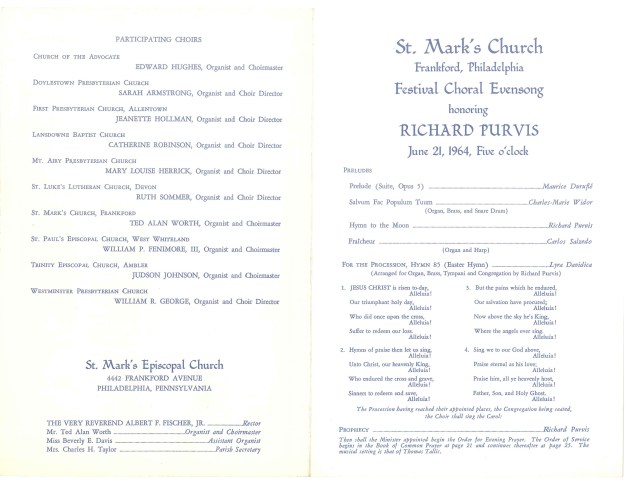 PARTICIPATING CHOIRS
CHURCH OF THE ADVOCATE
EDWARD HUGHES, Organist and Choirmaster
DOYLESTOWN PRESBYTERIAN CHURCH
SARAH ARMSTRONG, Organist and Choir Director
FIRST PRESBYTERIAN CHURCH, ALLENTOWN
JEANETTE HOLLMAN, Organist and Choir Director
LANSDOWNE BAPTIST CHURCH
CATHERINE ROBINSON, Organist and Choir Director
MT. AIRY PRESBYTERIAN CHURCH
MARY LOUISE HERRICK, Organist and Choir Director
ST. LUKE'S LUTHERAN CHURCH, DEVON
RUTH SOMMER, Organist and Choir Director
ST. MARK'S CHURCH, FRANKFORD
TED ALAN WORTH, Organist and Choirmaster
ST. PAUL'S EPISCOPAL CHURCH, WEST WHITELAND
WILLIAM P. FENIMORE, III, Organist and Choirmaster
TRINITY EPISCOPAL CHURCH, AMBLER
JUDSON JOHNSON, Organist and Choir Director
WESTMINSTER PRESBYTERIAN CHURCH
WILLIAM R. GEORGE, Organist and Choir Director
St. Mark's Episcopal Church
4442 FRANKFORD AVENUE
PHILADELPHIA, PENNSYLVANIA
THE VERY REVEREND ALBERT F. FISCHER, JR. Rector
Mr. Ted Alan Worth Organist and Choirmaster
Miss Beverly E. Davis Assistant Organist
Mrs. Charles H. Taylor Parish Secretary
St. Mark's Church
Frankford, Philadelphia
Festival Choral Evensong
honoring
RICHARD PURVIS
June 21, 1964, Five o'clock
PRELUDES
Prelude (Suite, Opus 5) Maurice Duruflé
Salvum Fac Populum Tuum Charles-Marie Widor
(Organ, Brass, and Snare Drum)
Hymn to the Moon Richard Purvis
Fraîcheur Carlos Salzedo
(Organ and Harp)
FOR THE PROCESSION, HYMN 85 (Easter Hymn) Lyra Davidica
(Arranged for Organ, Brass, Tympani and Congregation by Richard Purvis)
1. JESUS CHRIST is risen to-day,
Alleluia!
Our triumphant holy day,
Alleluia!
Who did once upon the cross,
Alleluia!
Suffer to redeem our loss.
Alleluia!
2. Hymns of praise then let us sing,
Alleluia!
Unto Christ, our heavenly King,
Alleluia!
Who endured the cross and grave,
Alleluia!
Sinners to redeem and save,
Alleluia!
3. But the pains which he endured,
Alleluia!
Our salvation have procured;
Alleluia!
Now above the sky he's King,
Alleluia!
Where the angels ever sing.
Alleluia!
4. Sing we to our God above,
Alleluia!
Praise eternal as his love;
Alleluia!
Praise him, all ye heavenly host,
Alleluia!
Father, Son, and Holy Ghost.
Alleluia!
The Procession having reached their appointed places, the Congregation being seated,
the Choir shall sing the Carol:
PROPHECY Richard Purvis
Then shall the Minister appointed begin the Order for Evening Prayer. The Order of Service
begins in the Book of Common Prayer at page 21 and continues thereafter at page 25. The
musical setting is that of Thomas Tallis.